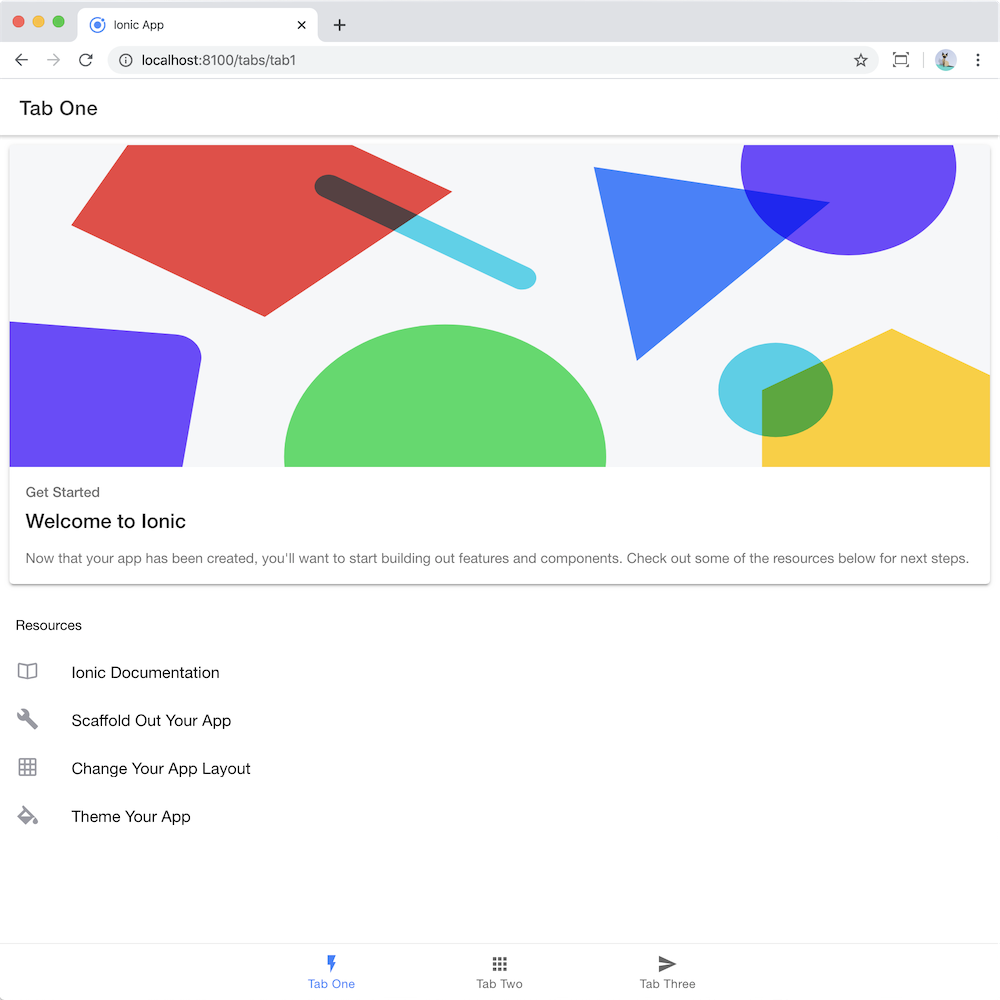 Ionic App
localhost:8100/tabs/tab1
Tab One
Get Started
Welcome to Ionic
Now that your app has been created, you'll want to start building out features and components. Check out some of the resources below for next steps.
Resources
Ionic Documentation
Scaffold Out Your App
Change Your App Layout
Theme Your App
Tab One
Tab Two
Tab Three